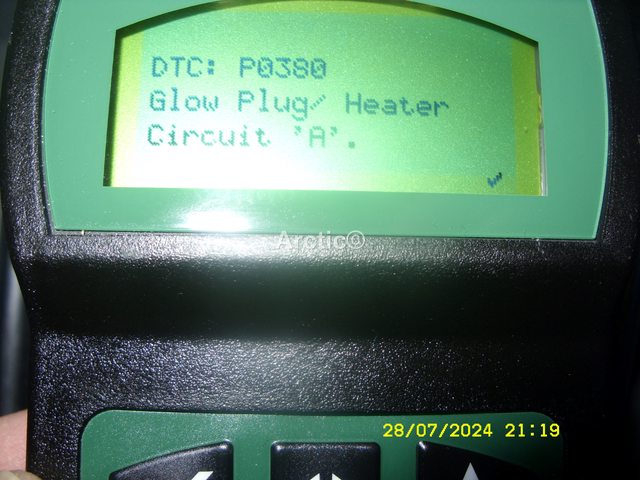 DTC: P0380
Glow Plug/ Heater
Circuit 'A'.
Arctic©
28/07/2024 21:19